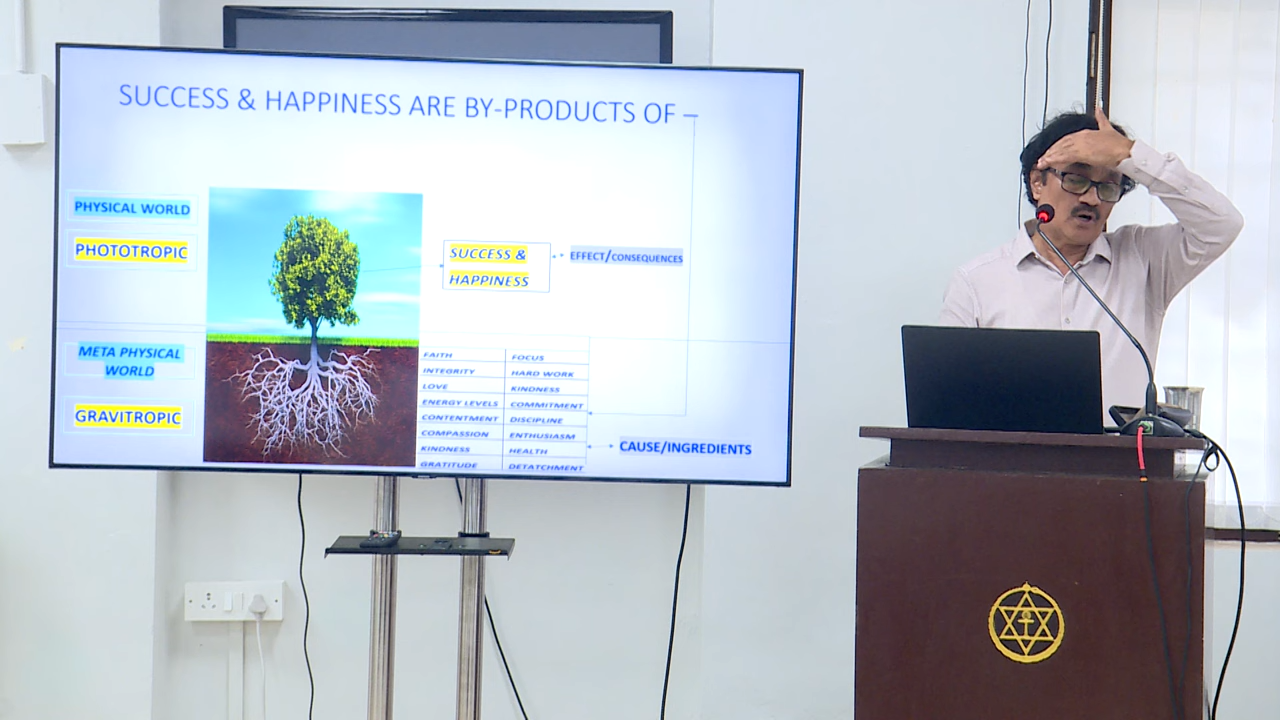 SUCCESS & HAPPINESS ARE BY-PRODUCTS OF –
PHYSICAL WORLD
PHOTOTROPIC
SUCCESS &
HAPPINESS
EFFECT/CONSEQUENCES
META PHYSICAL
WORLD
GRAVITROPIC
FAITH FOCUS
INTEGRITY HARD WORK
LOVE KINDNESS
ENERGY LEVELS COMMITMENT
CONTENTMENT DISCIPLINE
COMPASSION ENTHUSIASM
KINDNESS HEALTH
GRATITUDE DETATCHMENT
CAUSE/INGREDIENTS